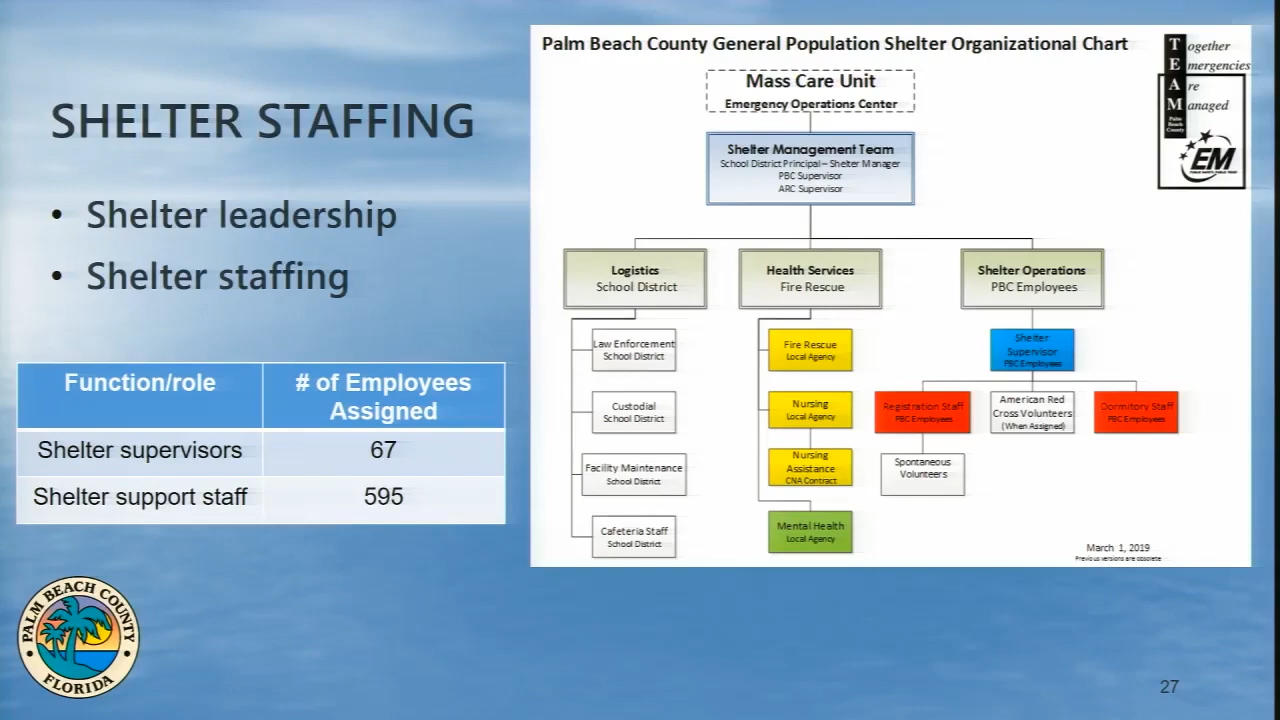 SHELTER STAFFING
• Shelter leadership
• Shelter staffing
Function/role
# of Employees
Assigned
Shelter supervisors
67
Shelter support staff
595
PALM BEACH COUNTY
FLORIDA
Palm Beach County General Population Shelter Organizational Chart
Together
Emergencies
Are
Managed
Palm
Beach
County
EM
Mass Care Unit
Emergency Operations Center
Shelter Management Team
School District Principal – Shelter Manager
PBC Supervisor
ARC Supervisor
Logistics
School District
Law Enforcement
School District
Custodial
School District
Facility Maintenance
School District
Cafeteria Staff
School District
Health Services
Fire Rescue
Fire Rescue
Local Agency
Nursing
Local Agency
Nursing
Assistance
CNA Contract
Mental Health
Local Agency
Shelter Operations
PBC Employees
Shelter
Supervisor
PBC Employees
Registration Staff
PBC Employees
American Red
Cross Volunteers
(When Assigned)
Dormitory Staff
PBC Employees
Spontaneous
Volunteers
March 1, 2019
Previous versions are obsolete
27